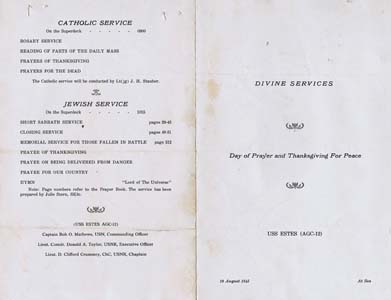 CATHOLIC SERVICE
On the Superdeck - - - - - 0900
ROSARY SERVICE
READING OF PARTS OF THE DAILY MASS
PRAYERS OF THANKSGIVING
PRAYERS FOR THE DEAD
The Catholic service will be conducted by Lt(jg) J. H. Stauber.
JEWISH SERVICE
On the Superdeck - - - - - 1015
SHORT SABBATH SERVICE pages 29-45
CLOSING SERVICE pages 48-51
MEMORIAL SERVICE FOR THOSE FALLEN IN BATTLE page 312
PRAYER OF THANKSGIVING
PRAYER ON BEING DELIVERED FROM DANGER
PRAYER FOR OUR COUNTRY
HYMN "Lord of The Universe"
Note: Page numbers refer to the Prayer Book. The service has been
prepared by Julie Stern, SK3c.
(USS ESTES (AGC-12)
Captain Bob O. Mathews, USN, Commanding Officer
Lieut. Comdr. Donald A. Taylor, USNR, Executive Officer
Lieut. D. Clifford Crummey, ChC, USNR, Chaplain
DIVINE SERVICES
Day of Prayer and Thanksgiving For Peace
USS ESTES (AGC-12)
19 August 1945 At Sea